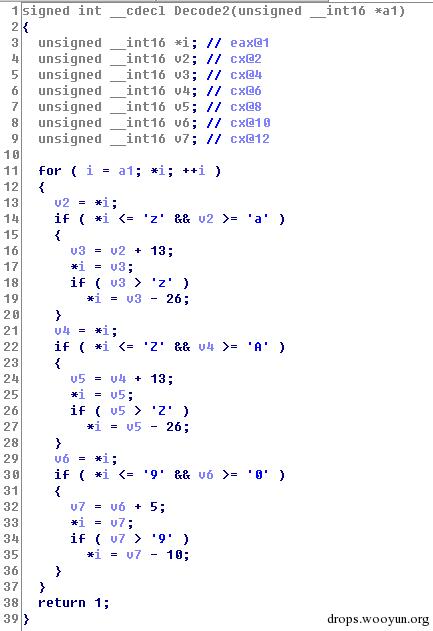 1 signed int __cdecl Decode2(unsigned __int16 *a1)
2 {
3 unsigned __int16 *i; // eax@1
4 unsigned __int16 v2; // cx@2
5 unsigned __int16 v3; // cx@4
6 unsigned __int16 v4; // cx@6
7 unsigned __int16 v5; // cx@8
8 unsigned __int16 v6; // cx@10
9 unsigned __int16 v7; // cx@12
10
11 for ( i = a1; *i; ++i )
12 {
13 v2 = *i;
14 if ( *i <= 'z' && v2 >= 'a' )
15 {
16 v3 = v2 + 13;
17 *i = v3;
18 if ( v3 > 'z' )
19 *i = v3 - 26;
20 }
21 v4 = *i;
22 if ( *i <= 'Z' && v4 >= 'A' )
23 {
24 v5 = v4 + 13;
25 *i = v5;
26 if ( v5 > 'Z' )
27 *i = v5 - 26;
28 }
29 v6 = *i;
30 if ( *i <= '9' && v6 >= '0' )
31 {
32 v7 = v6 + 5;
33 *i = v7;
34 if ( v7 > '9' )
35 *i = v7 - 10;
36 }
37 }
38 return 1;
39 }
drops.wooyun.org